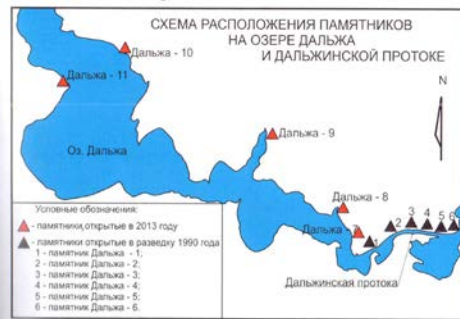 СХЕМА РАСПОЛОЖЕНИЯ ПАМЯТНИКОВ
НА ОЗЕРЕ ДАЛЬЖА
И ДАЛЬЖИНСКОЙ ПРОТОКЕ
Дальжа - 10
Дальжа - 11
N
Оз. Дальжа
Дальжа - 9
Дальжа - 8
Дальжа - 7
1
2
3
4
5
6
Дальжинская протока
Условные обозначения:
- памятники,открытые в 2013 году
- памятники открытые в разведку 1990 года
1 - памятник Дальжа - 1;
2 - памятник Дальжа - 2;
3 - памятник Дальжа - 3;
4 - памятник Дальжа - 4;
5 - памятник Дальжа - 5;
6 - памятник Дальжа - 6.